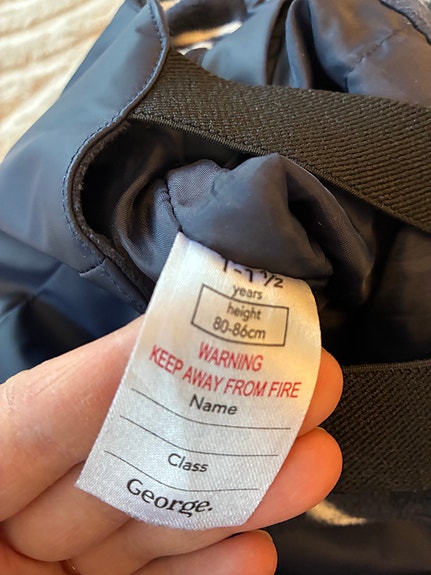 1-1½
years
height
80-86cm
WARNING
KEEP AWAY FROM FIRE
Name
Class
George.